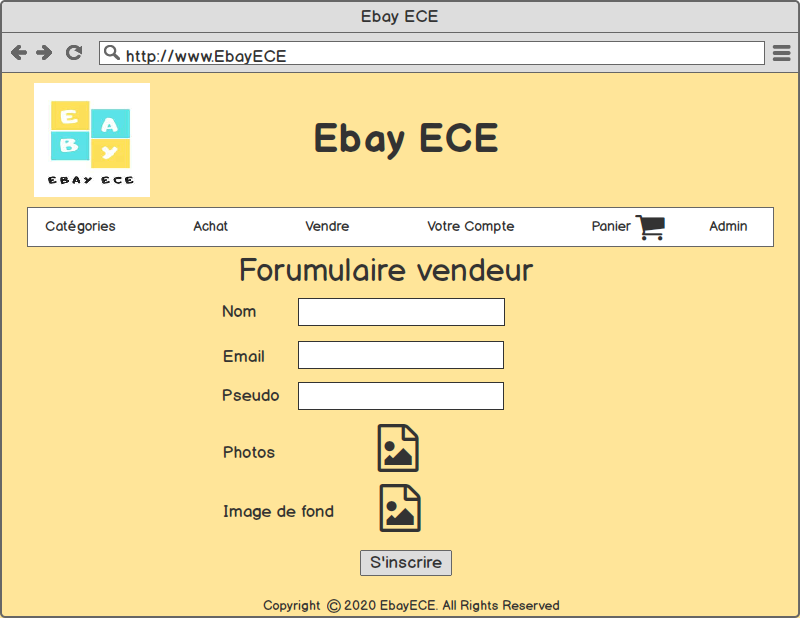 Ebay ECE
http://www.EbayECE
E A
B Y
EBAY ECE
Ebay ECE
Catégories Achat Vendre Votre Compte Panier Admin
Forumulaire vendeur
Nom
Email
Pseudo
Photos
Image de fond
S'inscrire
Copyright © 2020 EbayECE. All Rights Reserved